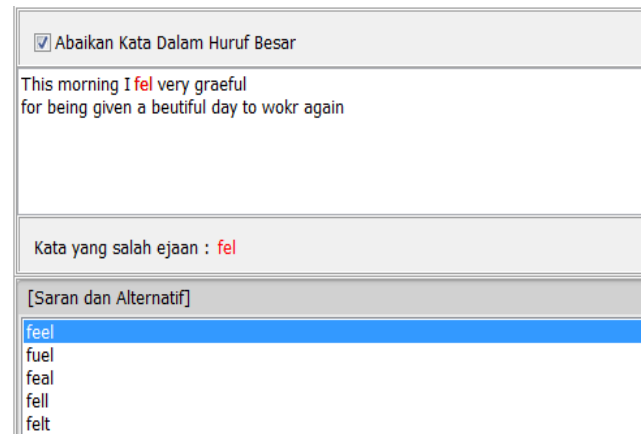 Abaikan Kata Dalam Huruf Besar
This morning I fel very graeful
for being given a beutiful day to wokr again
Kata yang salah ejaan : fel
[Saran dan Alternatif]
feel
fuel
feal
fell
felt